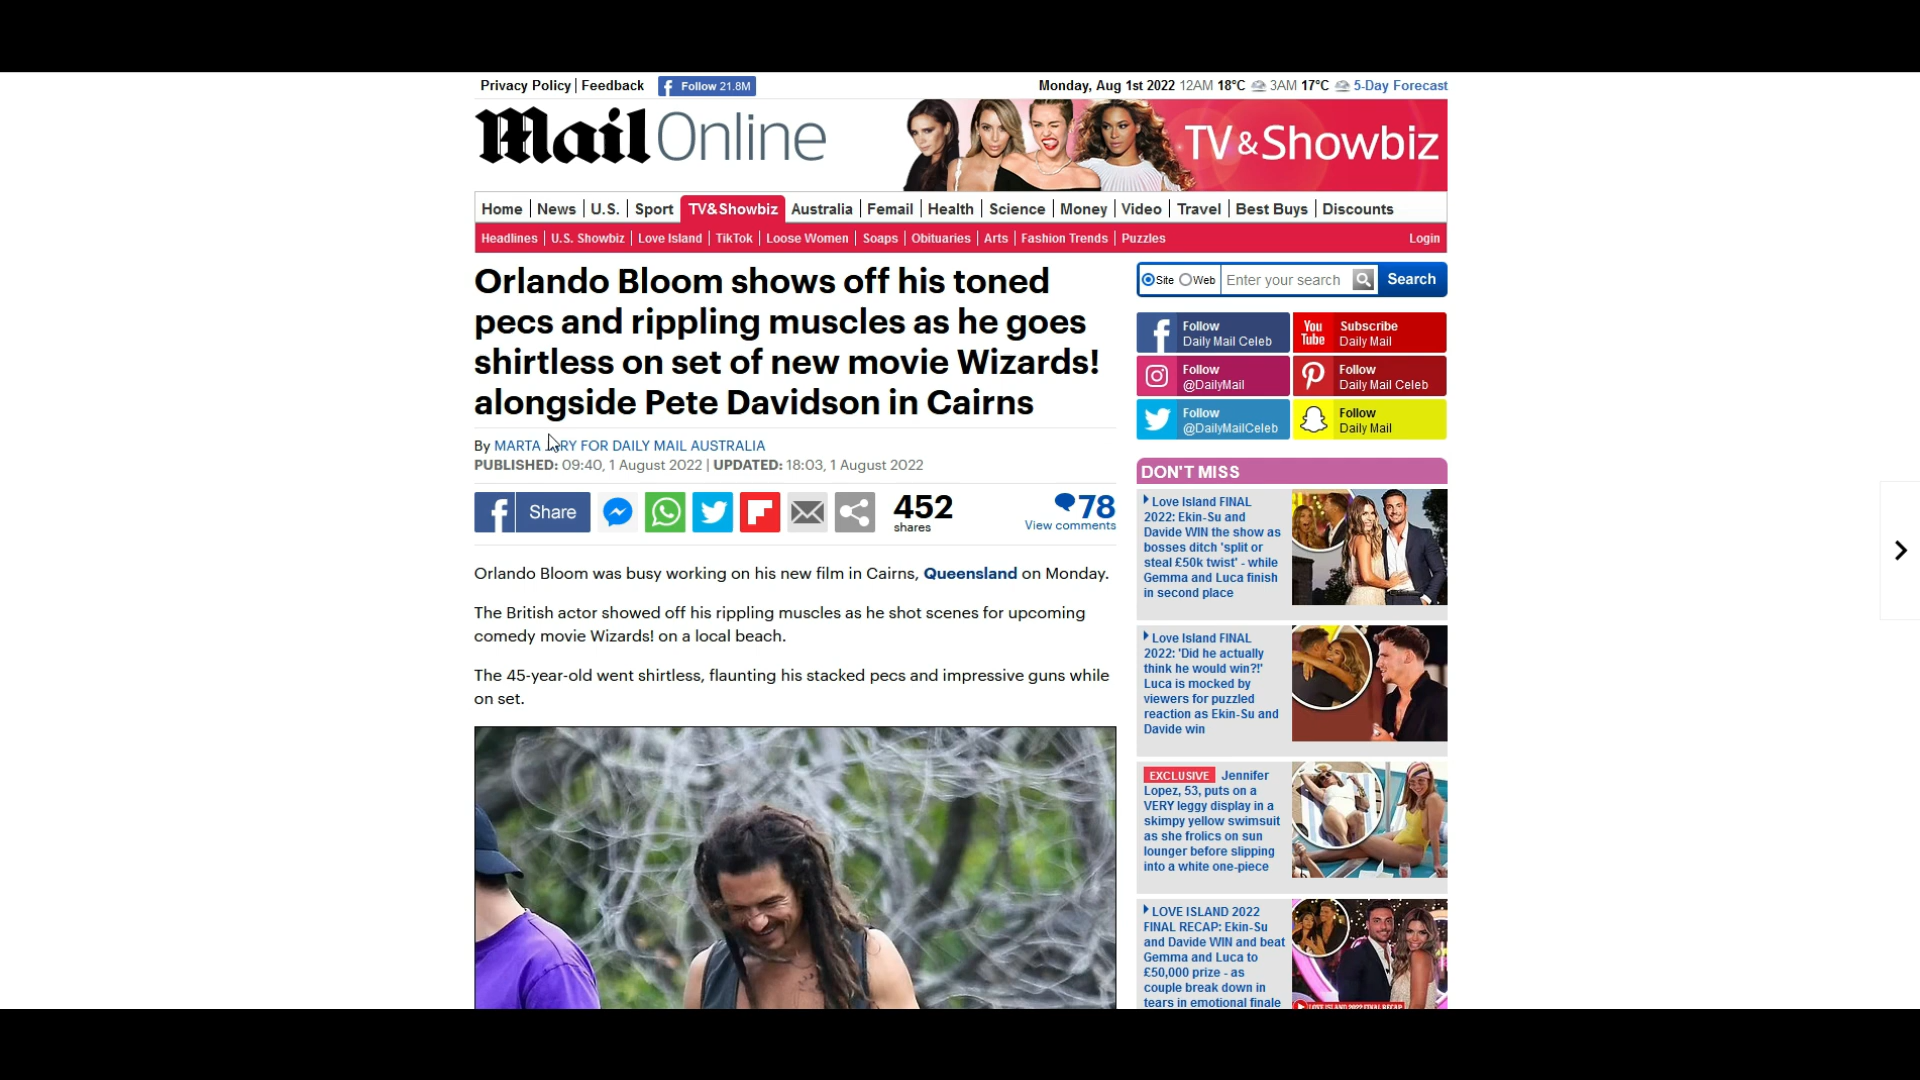 Privacy Policy | Feedback
Follow 21.8M
Monday, Aug 1st 2022 12AM 18°C 3AM 17°C 5-Day Forecast
Mail Online
TV&Showbiz
Home | News | U.S. | Sport | TV&Showbiz | Australia | Femail | Health | Science | Money | Video | Travel | Best Buys | Discounts
Headlines | U.S. Showbiz | Love Island | TikTok | Loose Women | Soaps | Obituaries | Arts | Fashion Trends | Puzzles
Login
Orlando Bloom shows off his toned
pecs and rippling muscles as he goes
shirtless on set of new movie Wizards!
alongside Pete Davidson in Cairns
By MARTA FOR DAILY MAIL AUSTRALIA
PUBLISHED: 09:40, 1 August 2022 | UPDATED: 18:03, 1 August 2022
Share
452
shares
78
View comments
Orlando Bloom was busy working on his new film in Cairns, Queensland on Monday.
The British actor showed off his rippling muscles as he shot scenes for upcoming
comedy movie Wizards! on a local beach.
The 45-year-old went shirtless, flaunting his stacked pecs and impressive guns while
on set.
Site Web Enter your search Search
Follow
Daily Mail Celeb
You
Tube
Subscribe
Daily Mail
Follow
@DailyMail
Follow
Daily Mail Celeb
Follow
@DailyMailCeleb
Follow
Daily Mail
DON'T MISS
Love Island FINAL
2022: Ekin-Su and
Davide WIN the show as
bosses ditch 'split or
steal £50k twist' - while
Gemma and Luca finish
in second place
Love Island FINAL
2022: 'Did he actually
think he would win?!'
Luca is mocked by
viewers for puzzled
reaction as Ekin-Su and
Davide win
EXCLUSIVE Jennifer
Lopez, 53, puts on a
VERY leggy display in a
skimpy yellow swimsuit
as she frolics on sun
lounger before slipping
into a white one-piece
LOVE ISLAND 2022
FINAL RECAP: Ekin-Su
and Davide WIN and beat
Gemma and Luca to
£50,000 prize - as
couple break down in
tears in emotional finale
LOVE ISLAND 2022 FINAL RECAP